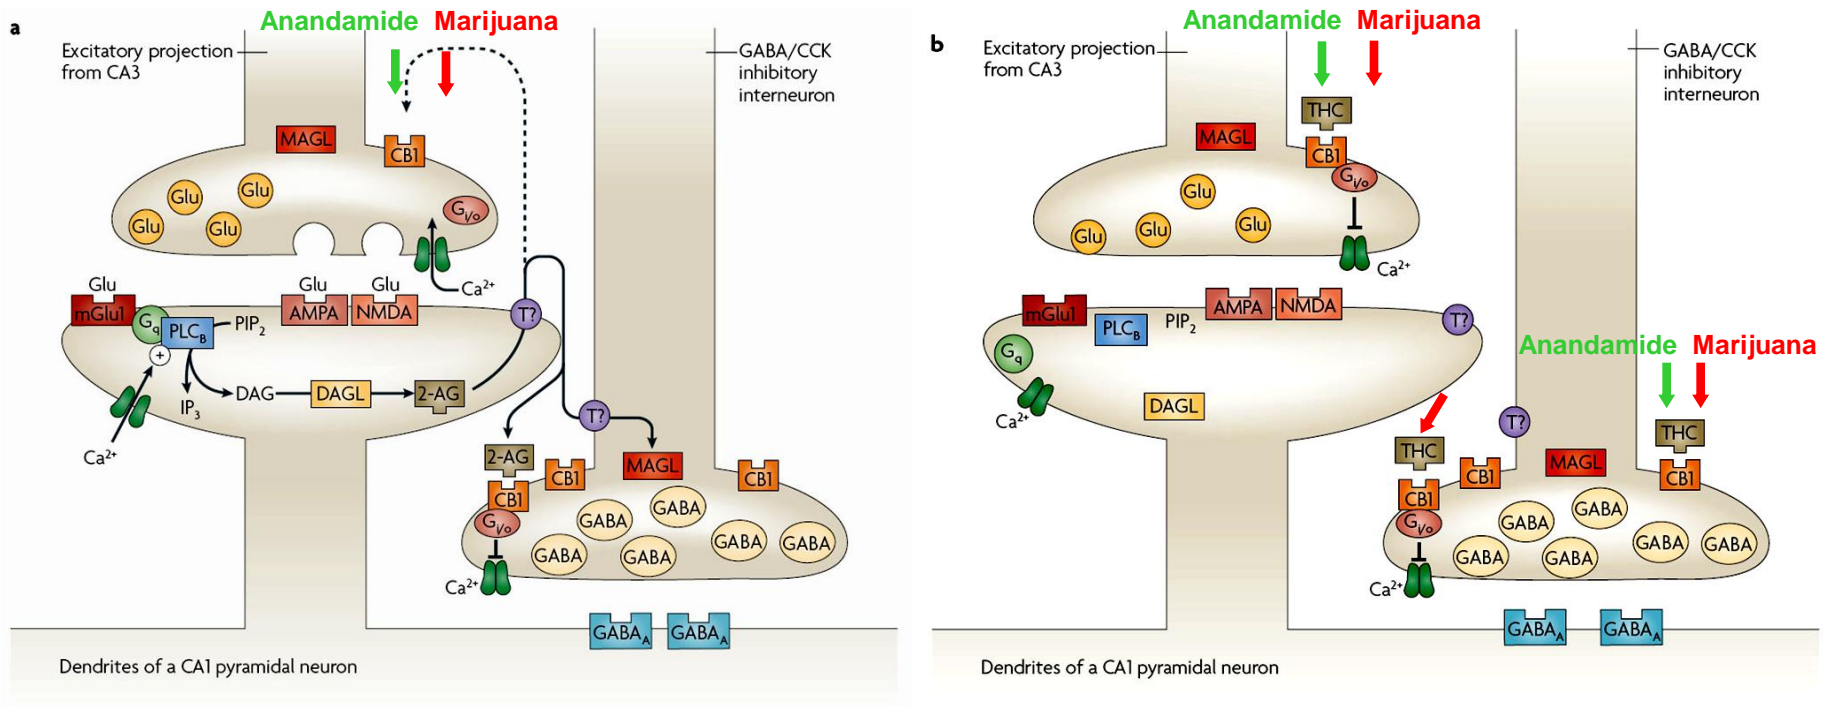 a
Anandamide Marijuana
Excitatory projection
from CA3
GABA/CCK
inhibitory
interneuron
MAGL
CB1
Glu
Glu
Glu
Glu
Gi/o
Ca2+
Glu
Glu
Glu
mGlu1
Gq
PLCB
PIP2
AMPA
NMDA
T?
+
IP3
DAG
DAGL
2-AG
Ca2+
T?
2-AG
CB1
MAGL
CB1
CB1
Gi/o
GABA
GABA
GABA
GABA
GABA
GABA
Ca2+
GABAA
GABAA
Dendrites of a CA1 pyramidal neuron
b
Anandamide Marijuana
Excitatory projection
from CA3
GABA/CCK
inhibitory
interneuron
THC
MAGL
CB1
Gi/o
Glu
Glu
Glu
Glu
Ca2+
mGlu1
PLCB
PIP2
AMPA
NMDA
T?
Gq
Ca2+
DAGL
Anandamide Marijuana
T?
THC
THC
CB1
MAGL
CB1
CB1
Gi/o
GABA
GABA
GABA
GABA
GABA
GABA
Ca2+
GABAA
GABAA
Dendrites of a CA1 pyramidal neuron